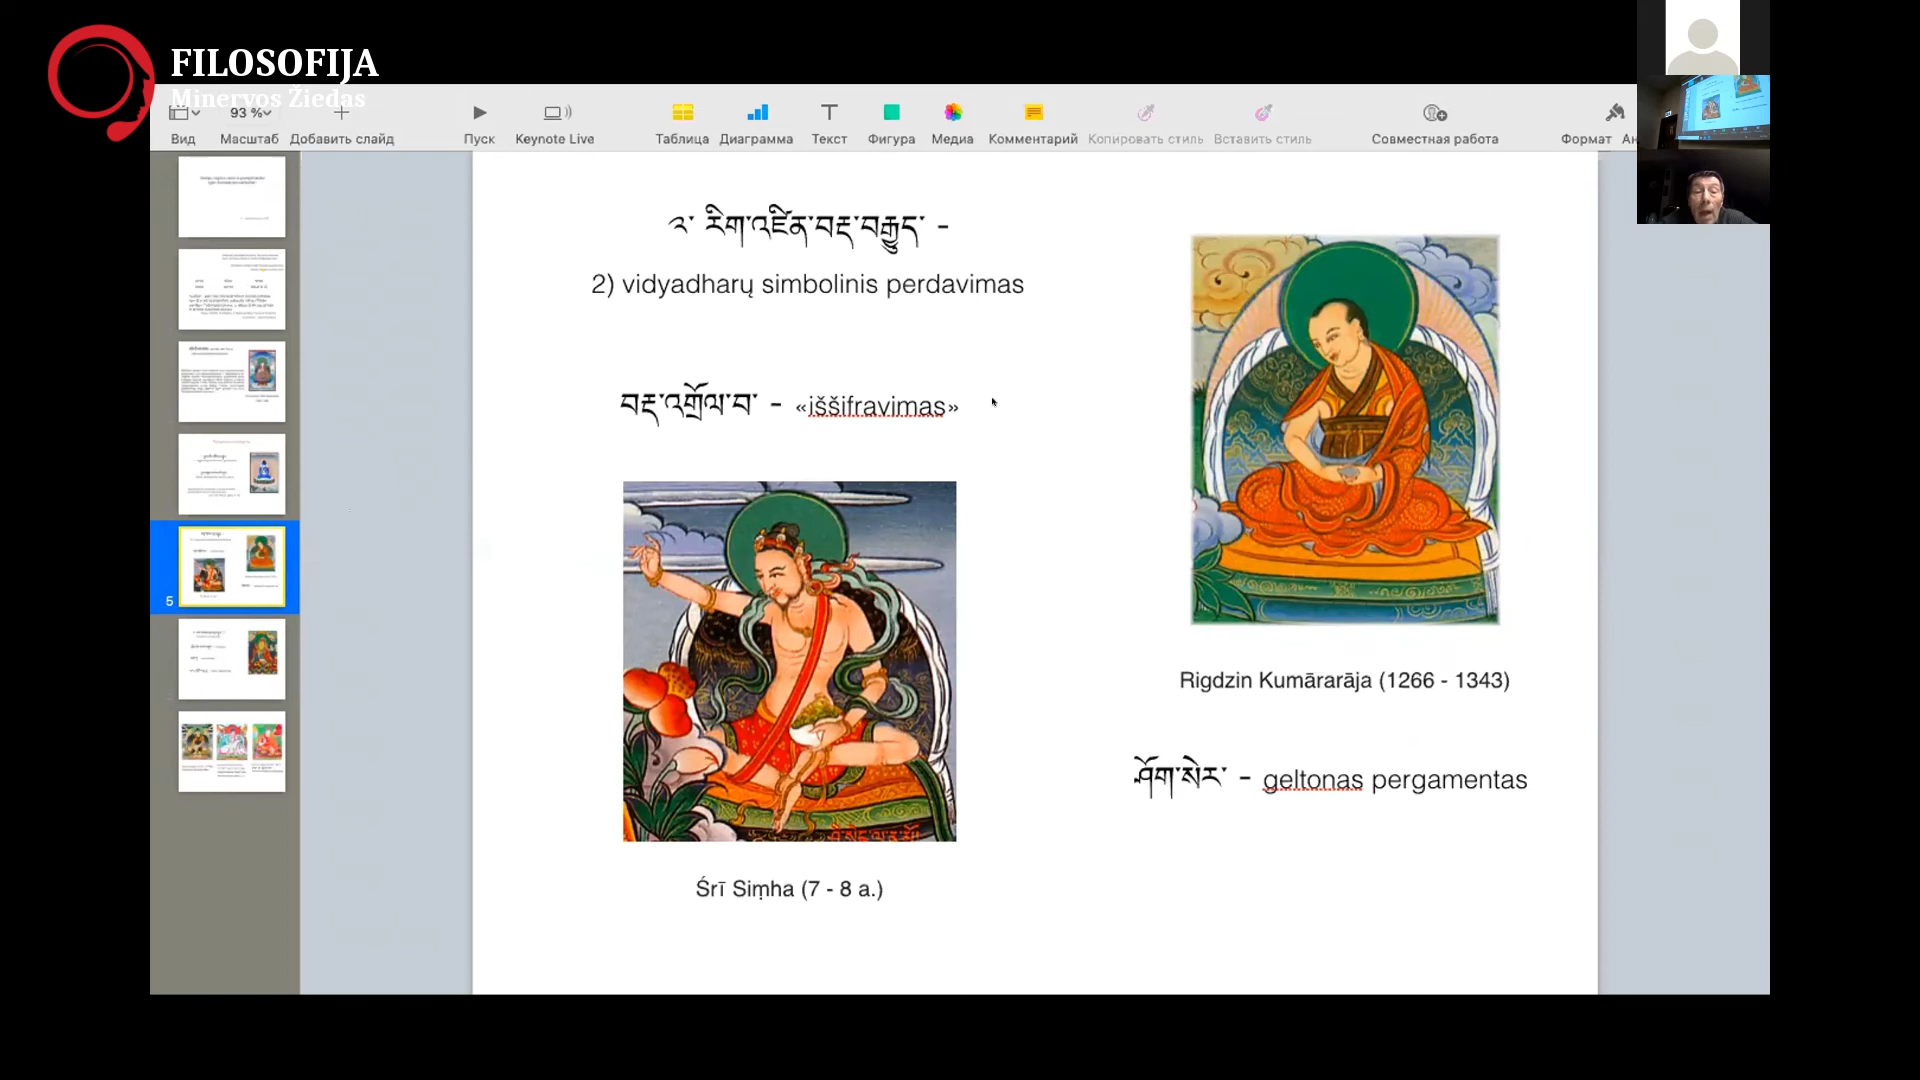 FILOSOFIJA
Minervos Žiedas
93 %
Вид
Масштаб
Добавить слайд
Пуск
Keynote Live
Таблица
Диаграмма
Текст
Фигура
Медиа
Комментарий
Копировать стиль
Вставить стиль
Совместная работа
Формат
Ан
5
༢་ རིག་འཛིན་བརྡ་བརྒྱུད་ -
2) vidyadharų simbolinis perdavimas
བརྡ་འགྲོལ་བ་ - «iššifravimas»
Śrī Siṃha (7 - 8 a.)
Rigdzin Kumārarāja (1266 - 1343)
ཤོག་སེར་ - geltonas pergamentas